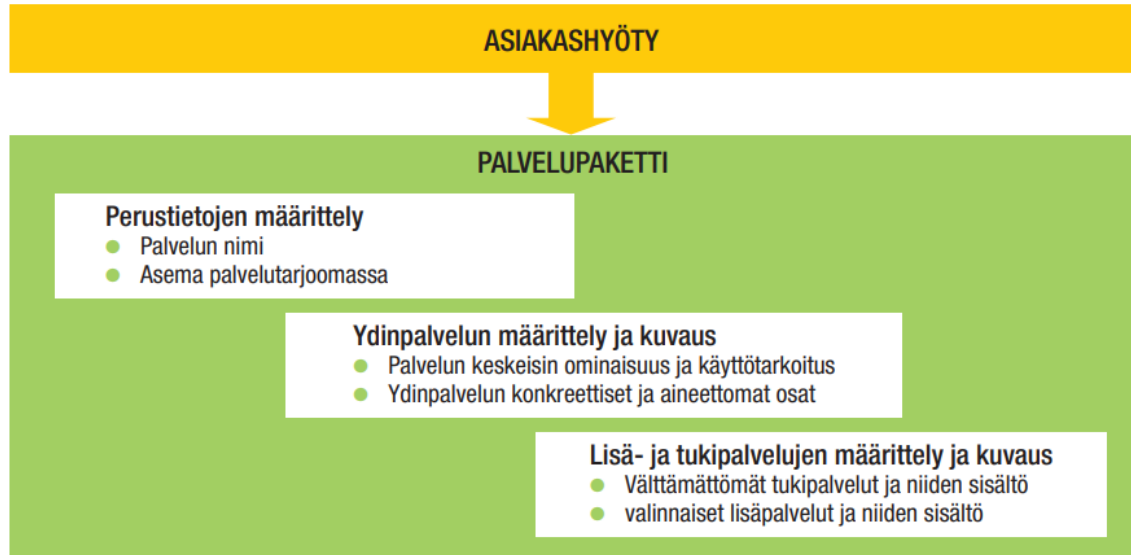 ASIAKASHYÖTY
PALVELUPAKETTI
Perustietojen määrittely
● Palvelun nimi
● Asema palvelutarjoomassa
Ydinpalvelun määrittely ja kuvaus
● Palvelun keskeisin ominaisuus ja käyttötarkoitus
● Ydinpalvelun konkreettiset ja aineettomat osat
Lisä- ja tukipalvelujen määrittely ja kuvaus
● Välttämättömät tukipalvelut ja niiden sisältö
● valinnaiset lisäpalvelut ja niiden sisältö